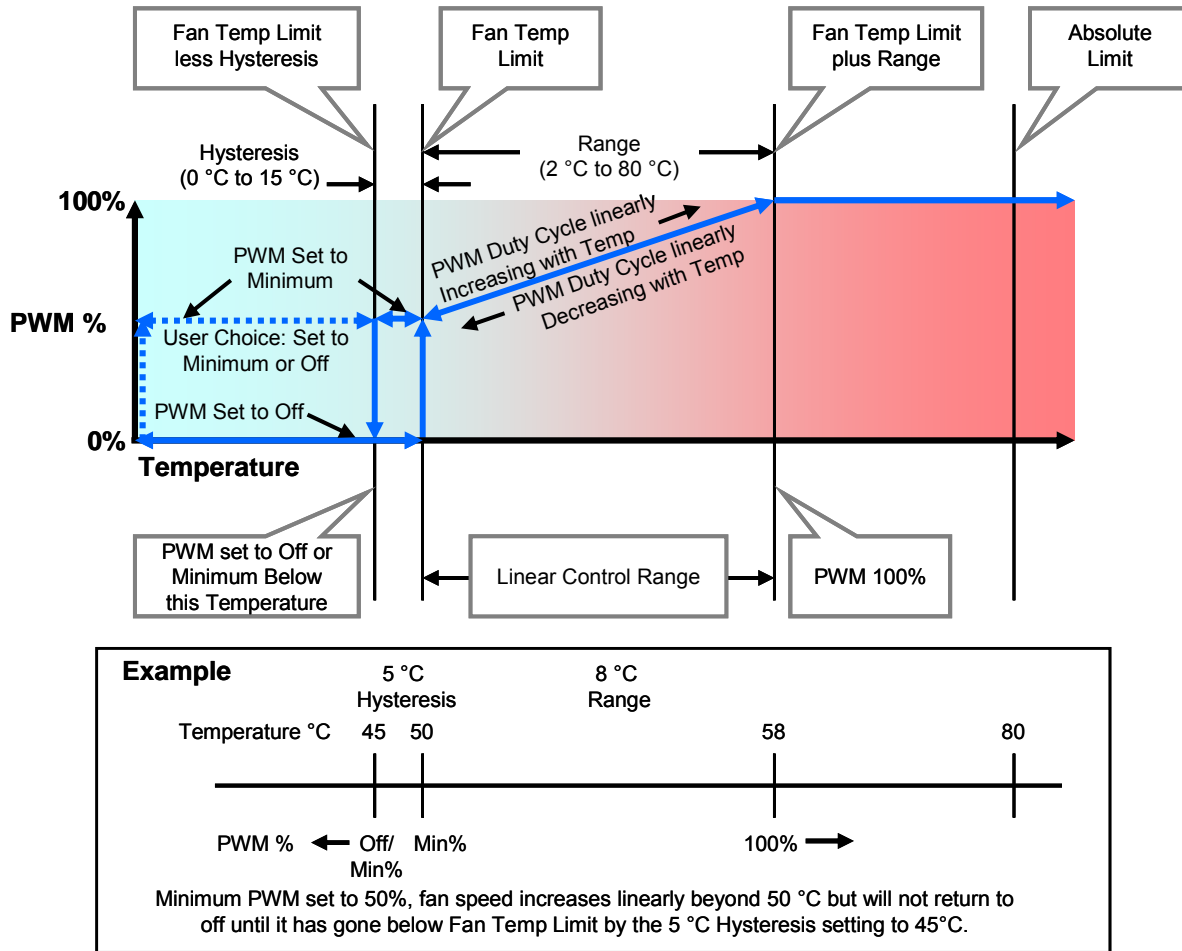 Fan Temp Limit
less Hysteresis
Fan Temp
Limit
Fan Temp Limit
plus Range
Absolute
Limit
Hysteresis
(0 °C to 15 °C)
Range
(2 °C to 80 °C)
100%
PWM Duty Cycle linearly
Increasing with Temp
PWM Duty Cycle linearly
Decreasing with Temp
PWM Set to
Minimum
PWM %
User Choice: Set to
Minimum or Off
PWM Set to Off
0%
Temperature
PWM set to Off or
Minimum Below
this Temperature
Linear Control Range
PWM 100%
Example
5 °C
Hysteresis
8 °C
Range
Temperature °C 45 50 58 80
PWM % Off/ Min% 100%
Min%
Minimum PWM set to 50%, fan speed increases linearly beyond 50 °C but will not return to
off until it has gone below Fan Temp Limit by the 5 °C Hysteresis setting to 45°C.